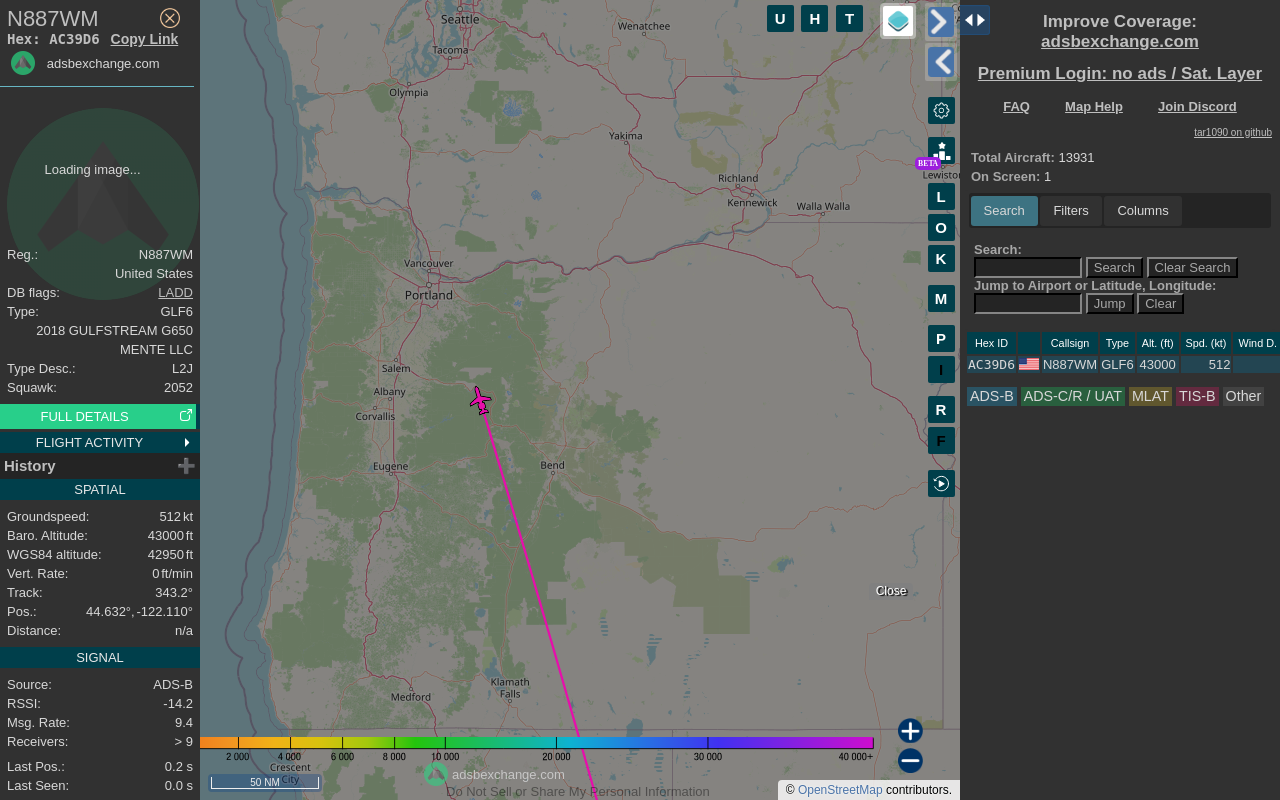 N887WM
Hex: AC39D6 Copy Link
adsbexchange.com
Loading image...
Reg.: N887WM
United States
DB flags: LADD
Type: GLF6
2018 GULFSTREAM G650
MENTE LLC
Type Desc.: L2J
Squawk: 2052
FULL DETAILS
FLIGHT ACTIVITY
History
SPATIAL
Groundspeed: 512 kt
Baro. Altitude: 43000 ft
WGS84 altitude: 42950 ft
Vert. Rate: 0 ft/min
Track: 343.2°
Pos.: 44.632°, -122.110°
Distance: n/a
SIGNAL
Source: ADS-B
RSSI: -14.2
Msg. Rate: 9.4
Receivers: > 9
Last Pos.: 0.2 s
Last Seen: 0.0 s
Seattle
Wenatchee
Tacoma
Olympia
Yakima
Richland
Kennewick
Walla Walla
Lewiston
Vancouver
Portland
Salem
Albany
Corvallis
Eugene
Bend
Klamath
Falls
Medford
Crescent
City
U H T
BETA
L
O
K
M
P
I
R
F
Close
2 000 4 000 6 000 8 000 10 000 20 000 30 000 40 000+
50 NM
adsbexchange.com
Do Not Sell or Share My Personal Information
© OpenStreetMap contributors.
Improve Coverage:
adsbexchange.com
Premium Login: no ads / Sat. Layer
FAQ Map Help Join Discord
tar1090 on github
Total Aircraft: 13931
On Screen: 1
Search Filters Columns
Search:
Search Clear Search
Jump to Airport or Latitude, Longitude:
Jump Clear
Hex ID Callsign Type Alt. (ft) Spd. (kt) Wind D.
AC39D6 N887WM GLF6 43000 512
ADS-B ADS-C/R / UAT MLAT TIS-B Other